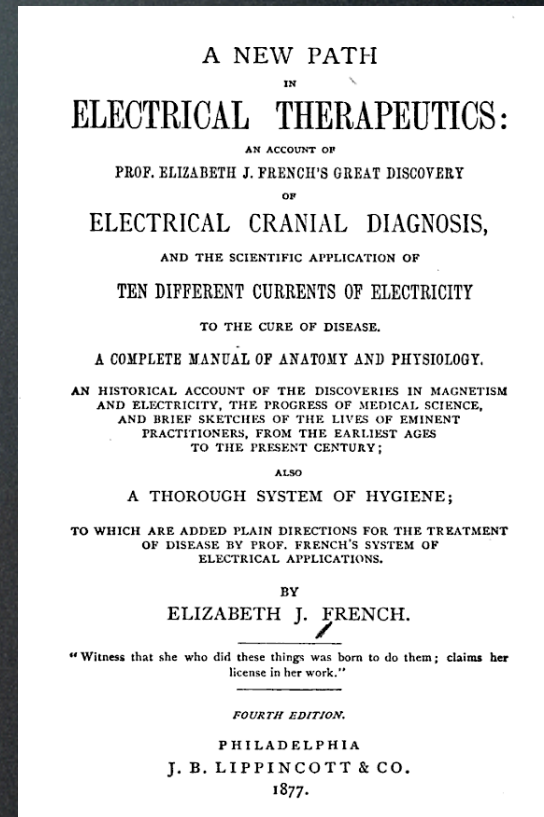 A NEW PATH
IN
ELECTRICAL THERAPEUTICS:
AN ACCOUNT OF
PROF. ELIZABETH J. FRENCH'S GREAT DISCOVERY
OF
ELECTRICAL CRANIAL DIAGNOSIS,
AND THE SCIENTIFIC APPLICATION OF
TEN DIFFERENT CURRENTS OF ELECTRICITY
TO THE CURE OF DISEASE.
A COMPLETE MANUAL OF ANATOMY AND PHYSIOLOGY.
AN HISTORICAL ACCOUNT OF THE DISCOVERIES IN MAGNETISM
AND ELECTRICITY, THE PROGRESS OF MEDICAL SCIENCE,
AND BRIEF SKETCHES OF THE LIVES OF EMINENT
PRACTITIONERS, FROM THE EARLIEST AGES
TO THE PRESENT CENTURY;
ALSO
A THOROUGH SYSTEM OF HYGIENE;
TO WHICH ARE ADDED PLAIN DIRECTIONS FOR THE TREATMENT
OF DISEASE BY PROF. FRENCH'S SYSTEM OF
ELECTRICAL APPLICATIONS.
BY
ELIZABETH J. FRENCH.
"Witness that she who did these things was born to do them; claims her
license in her work."
FOURTH EDITION.
PHILADELPHIA
J. B. LIPPINCOTT & CO.
1877.